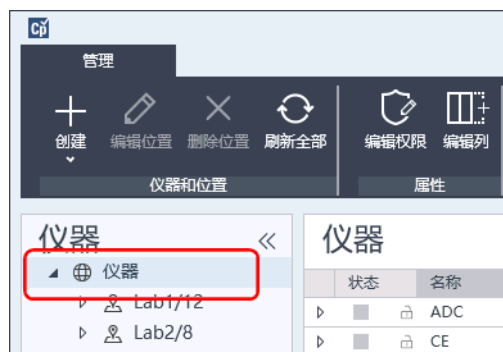 管理
创建 编辑位置 删除位置 刷新全部 编辑权限 编辑列
仪器和位置 属性
仪器
仪器
Lab1/12
Lab2/8
仪器
状态 名称
ADC
CE